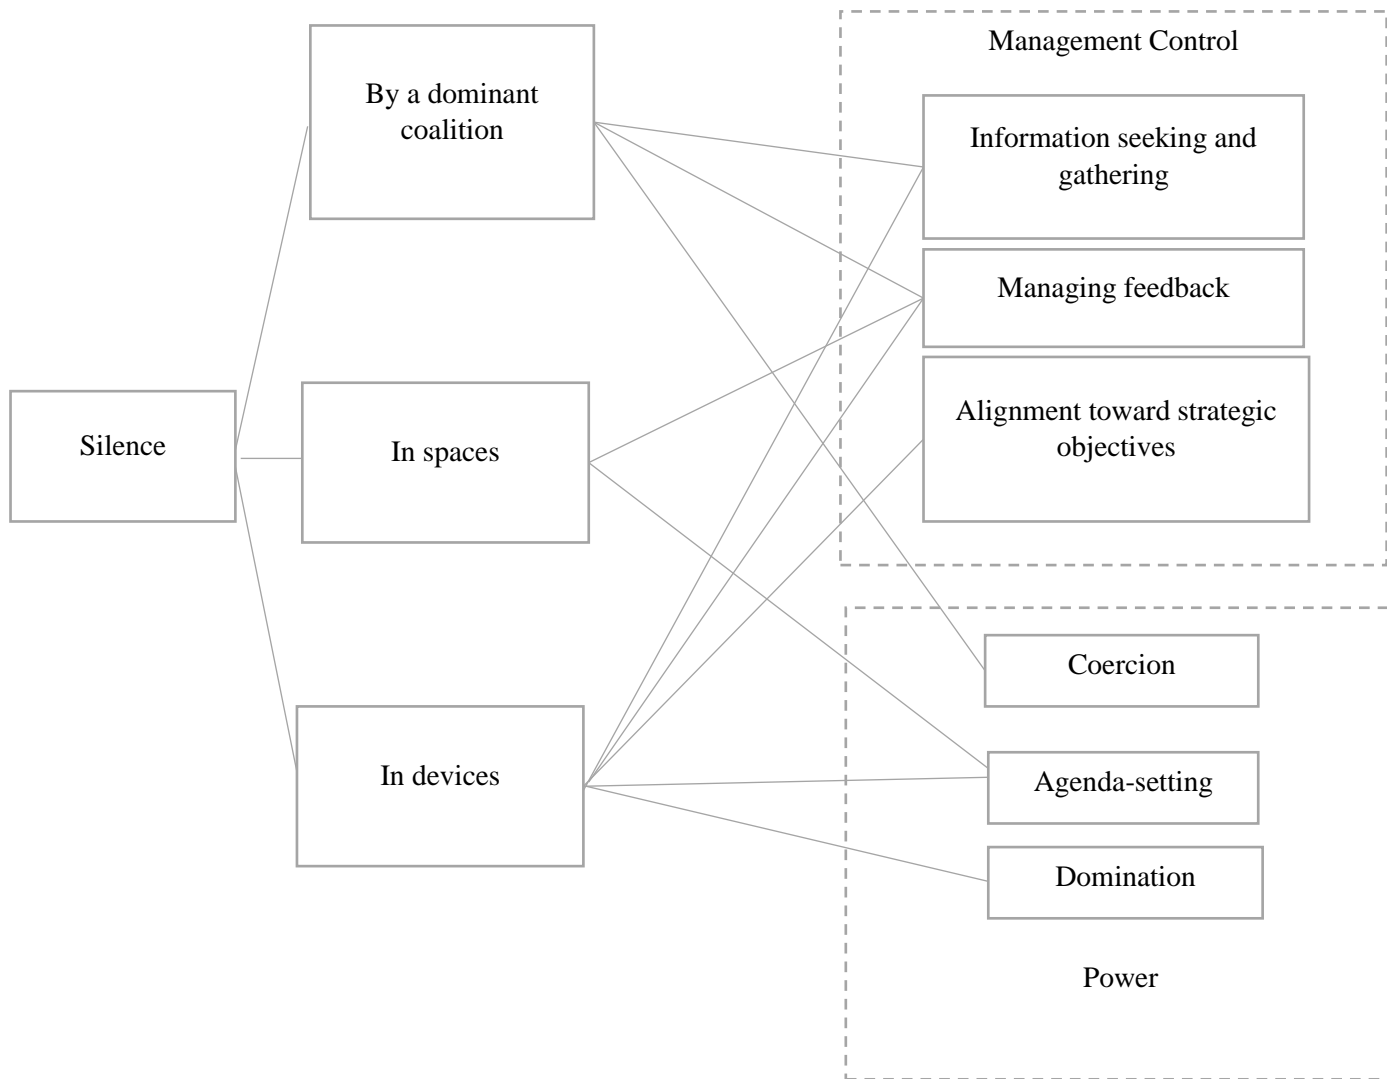 Management Control
By a dominant
coalition
Information seeking and
gathering
Managing feedback
Alignment toward strategic
objectives
Silence
In spaces
Coercion
In devices
Agenda-setting
Domination
Power